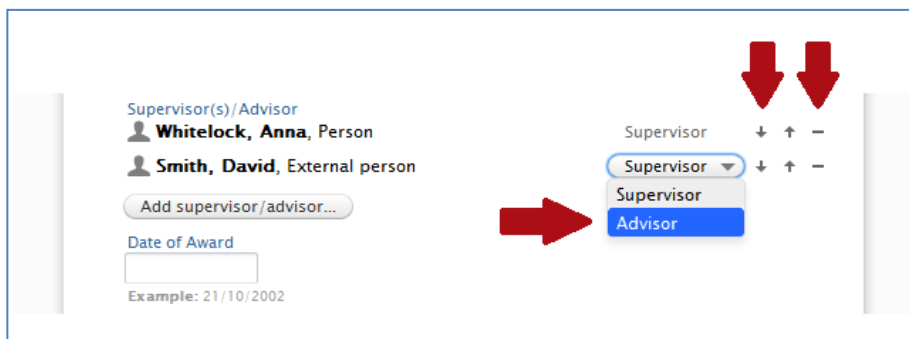 Supervisor(s)/Advisor
Whitelock, Anna, Person Supervisor
Smith, David, External person Supervisor
Supervisor
Add supervisor/advisor...
Advisor
Date of Award
Example: 21/10/2002